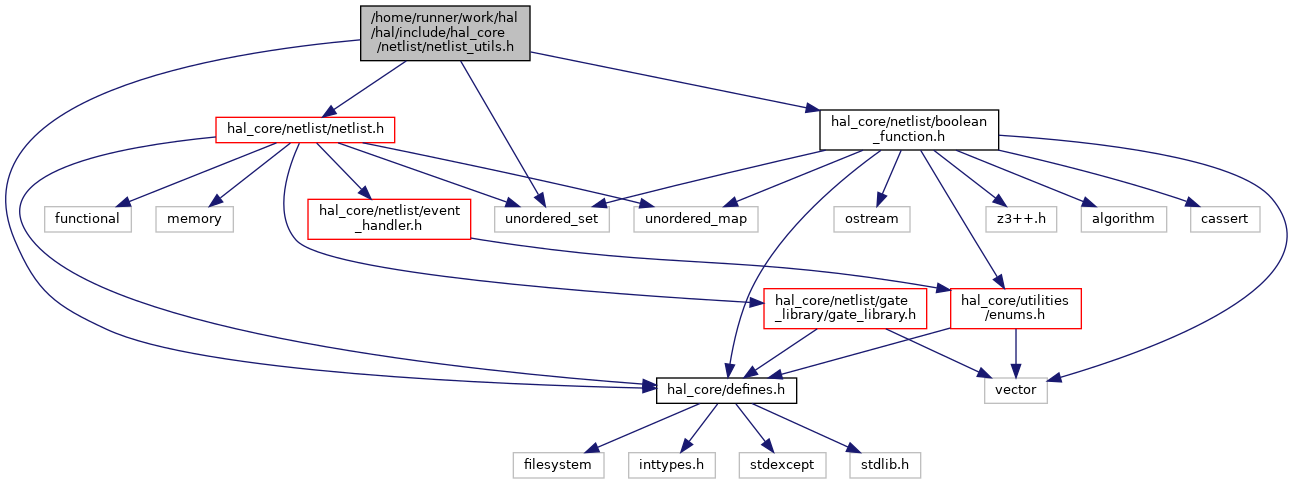 /home/runner/work/hal
/hal/include/hal_core
/netlist/netlist_utils.h
hal_core/netlist/netlist.h
hal_core/netlist/boolean
_function.h
functional
memory
hal_core/netlist/event
_handler.h
unordered_set
unordered_map
ostream
z3++.h
algorithm
cassert
hal_core/netlist/gate
_library/gate_library.h
hal_core/utilities
/enums.h
hal_core/defines.h
vector
filesystem
inttypes.h
stdexcept
stdlib.h